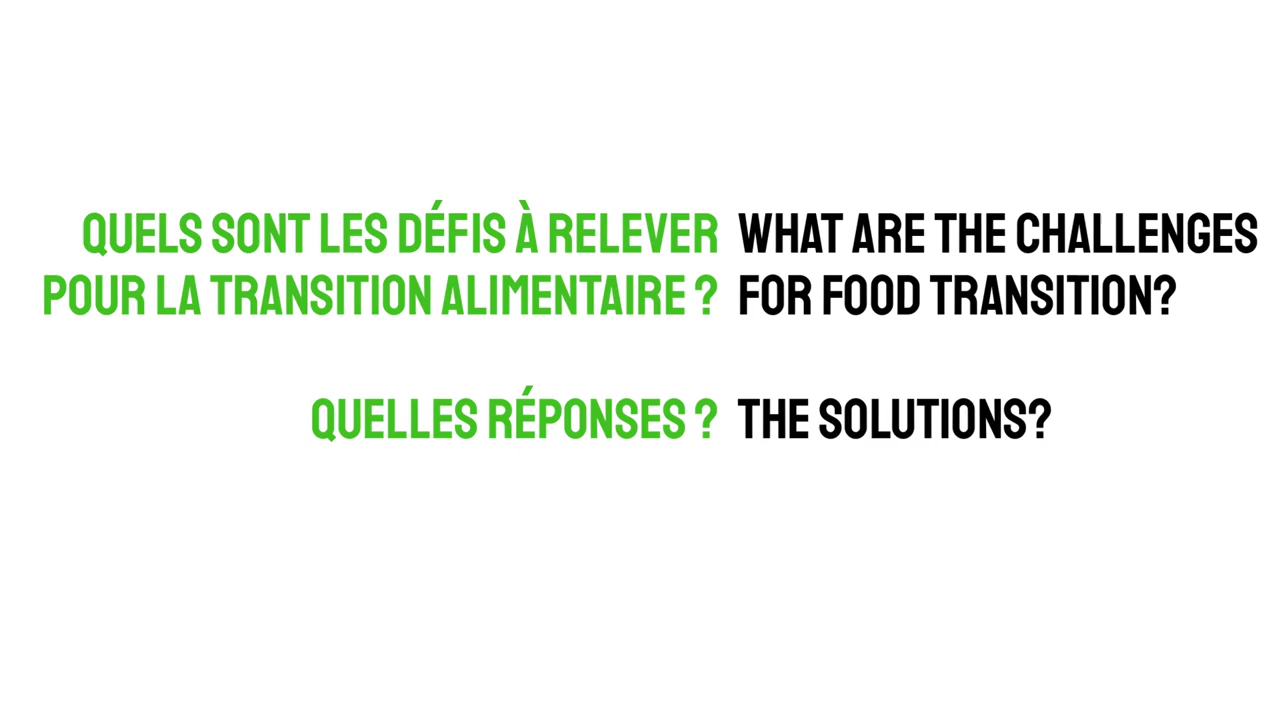 QUELS SONT LES DÉFIS À RELEVER
POUR LA TRANSITION ALIMENTAIRE ?
QUELLES RÉPONSES ?
WHAT ARE THE CHALLENGES
FOR FOOD TRANSITION?
THE SOLUTIONS?